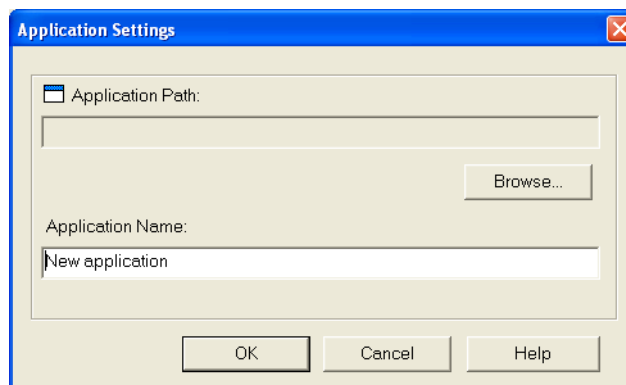 Application Settings
Application Path:
Browse...
Application Name:
New application
OK Cancel Help